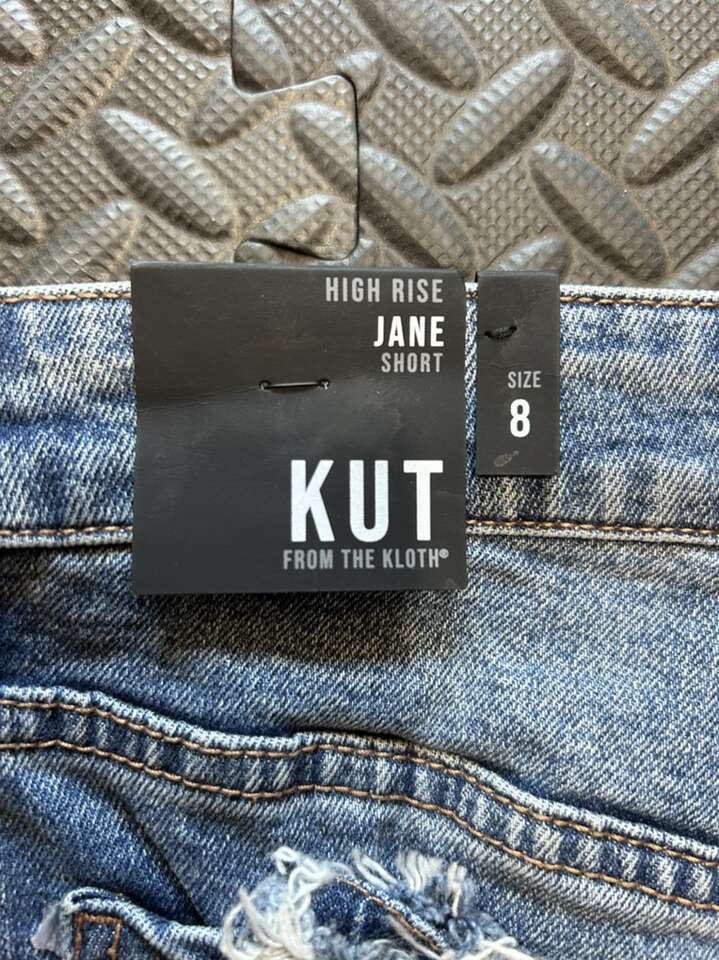 HIGH RISE
JANE
SHORT
KUT
FROM THE KLOTH®
SIZE
8